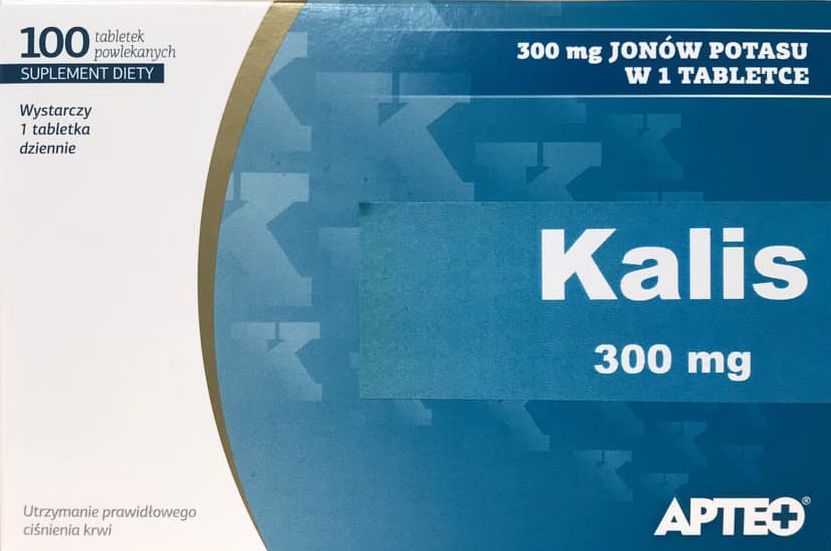 100 tabletek
powlekanych
SUPLEMENT DIETY
Wystarczy
1 tabletka
dziennie
300 mg JONÓW POTASU
W 1 TABLETCE
Kalis
300 mg
Utrzymanie prawidłowego
ciśnienia krwi
APTEO®